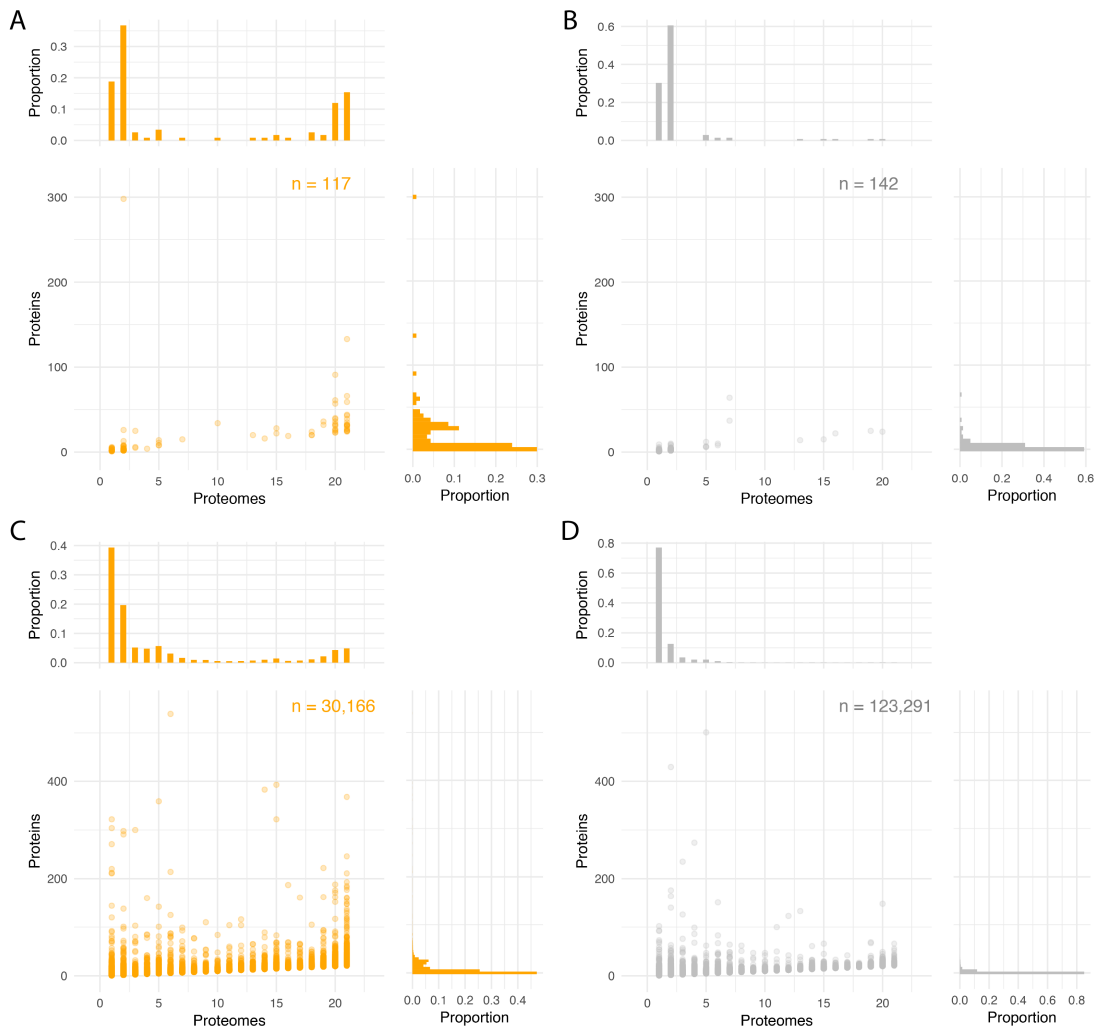 A
B
Proportion
0.3
0.2
0.1
0.0
Proportion
0.6
0.4
0.2
0.0
n = 117
n = 142
Proteins
300
200
100
0
Proteins
300
200
100
0
0 5 10 15 20
Proteomes
0.0 0.1 0.2 0.3
Proportion
0 5 10 15 20
Proteomes
0.0 0.2 0.4 0.6
Proportion
C
D
Proportion
0.4
0.3
0.2
0.1
0.0
Proportion
0.8
0.6
0.4
0.2
0.0
n = 30,166
n = 123,291
Proteins
400
200
0
Proteins
400
200
0
0 5 10 15 20
Proteomes
0.0 0.1 0.2 0.3 0.4
Proportion
0 5 10 15 20
Proteomes
0.0 0.2 0.4 0.6 0.8
Proportion